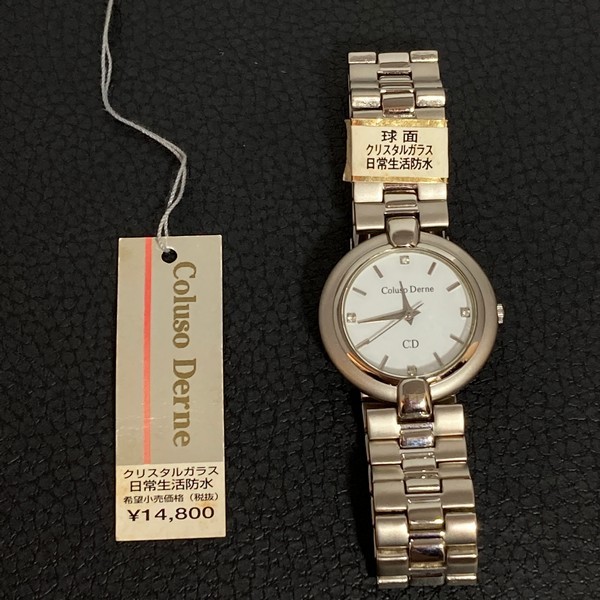 Coluso Derne
クリスタルガラス
日常生活防水
希望小売価格(税抜)
¥14,800
球面
クリスタルガラス
日常生活防水
Coluso Derne
CD